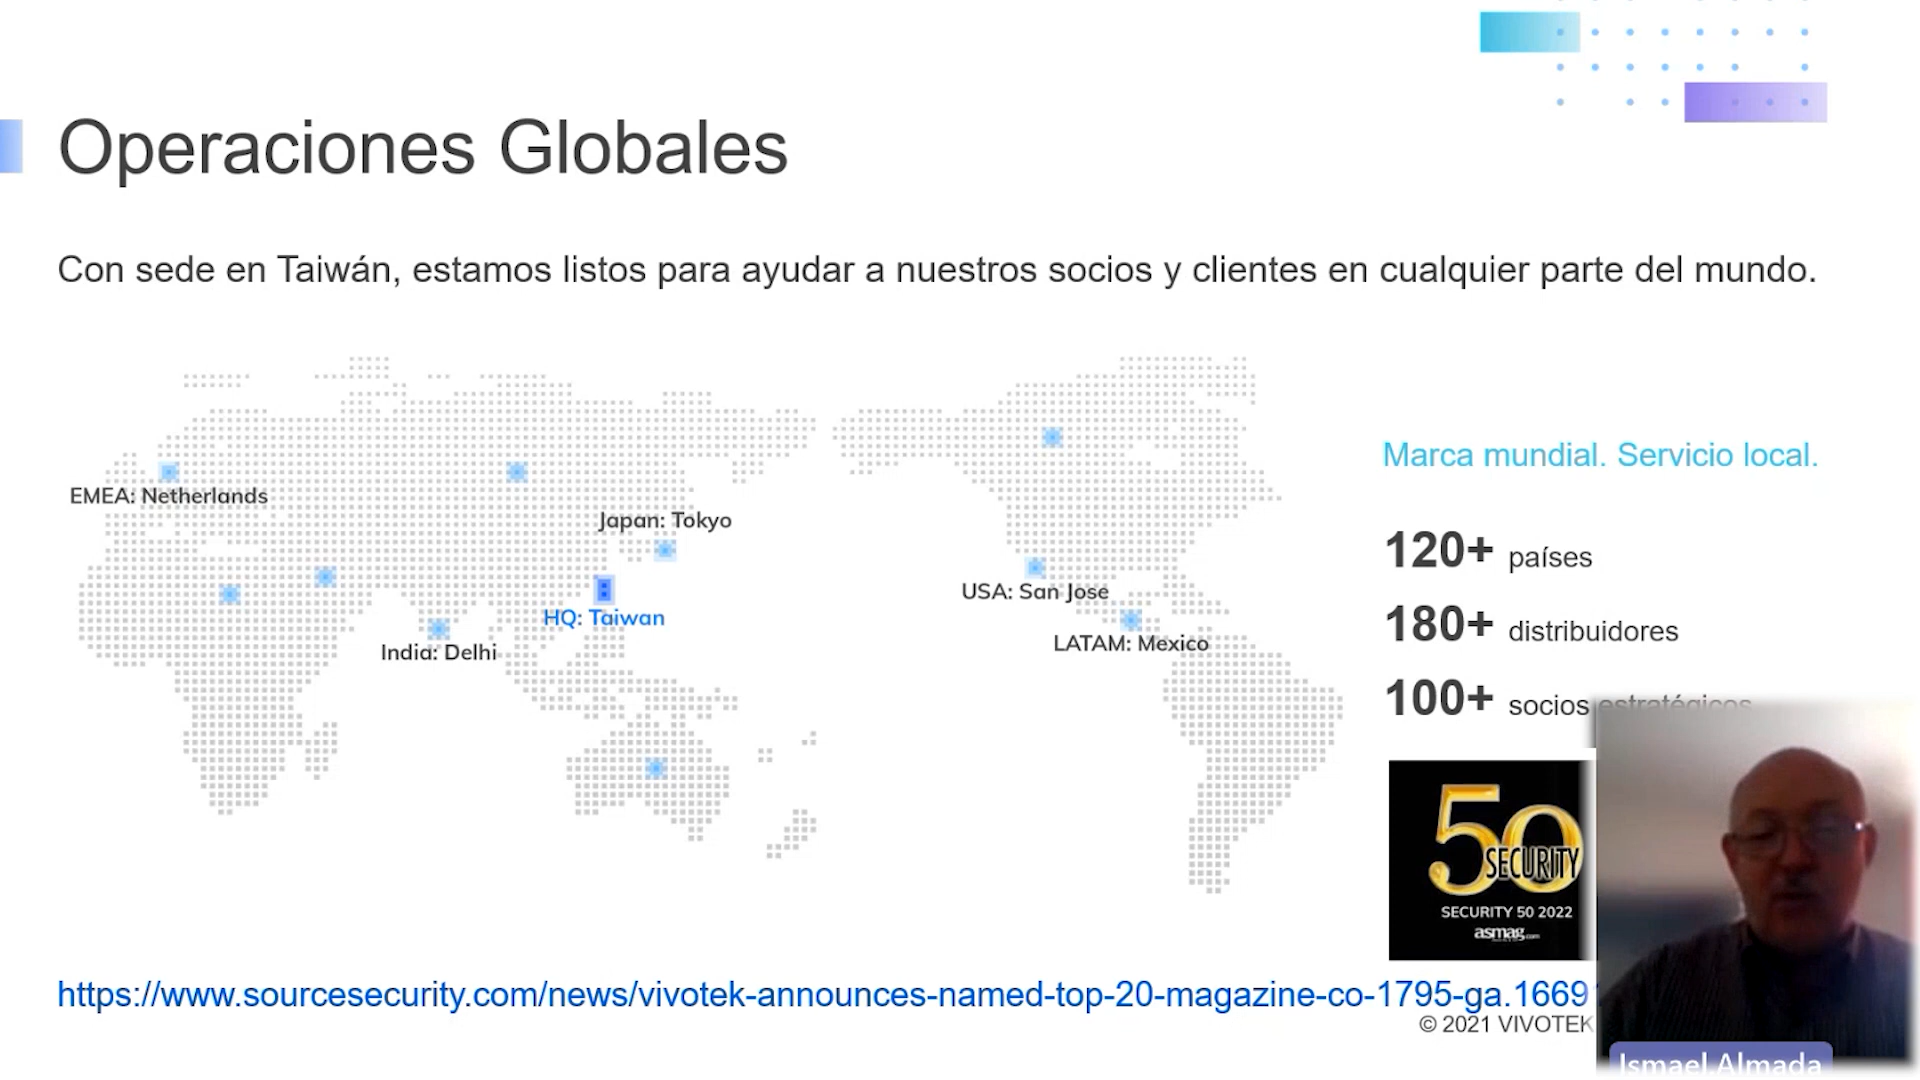 Operaciones Globales
Con sede en Taiwán, estamos listos para ayudar a nuestros socios y clientes en cualquier parte del mundo.
EMEA: Netherlands
Japan: Tokyo
HQ: Taiwan
India: Delhi
USA: San Jose
LATAM: Mexico
Marca mundial. Servicio local.
120+ países
180+ distribuidores
100+ socios estratégicos
50
SECURITY
SECURITY 50 2022
asmag.com
https://www.sourcesecurity.com/news/vivotek-announces-named-top-20-magazine-co-1795-ga.1669
© 2021 VIVOTEK
Ismael.Almada